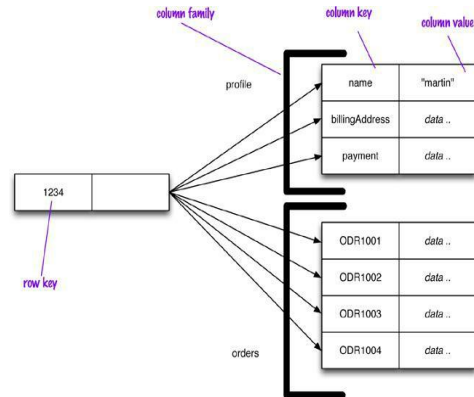 column family
column key
column value
profile
name "martin"
billingAddress data ..
payment data ..
1234
row key
ODR1001 data ..
ODR1002 data ..
ODR1003 data ..
ODR1004 data ..
orders